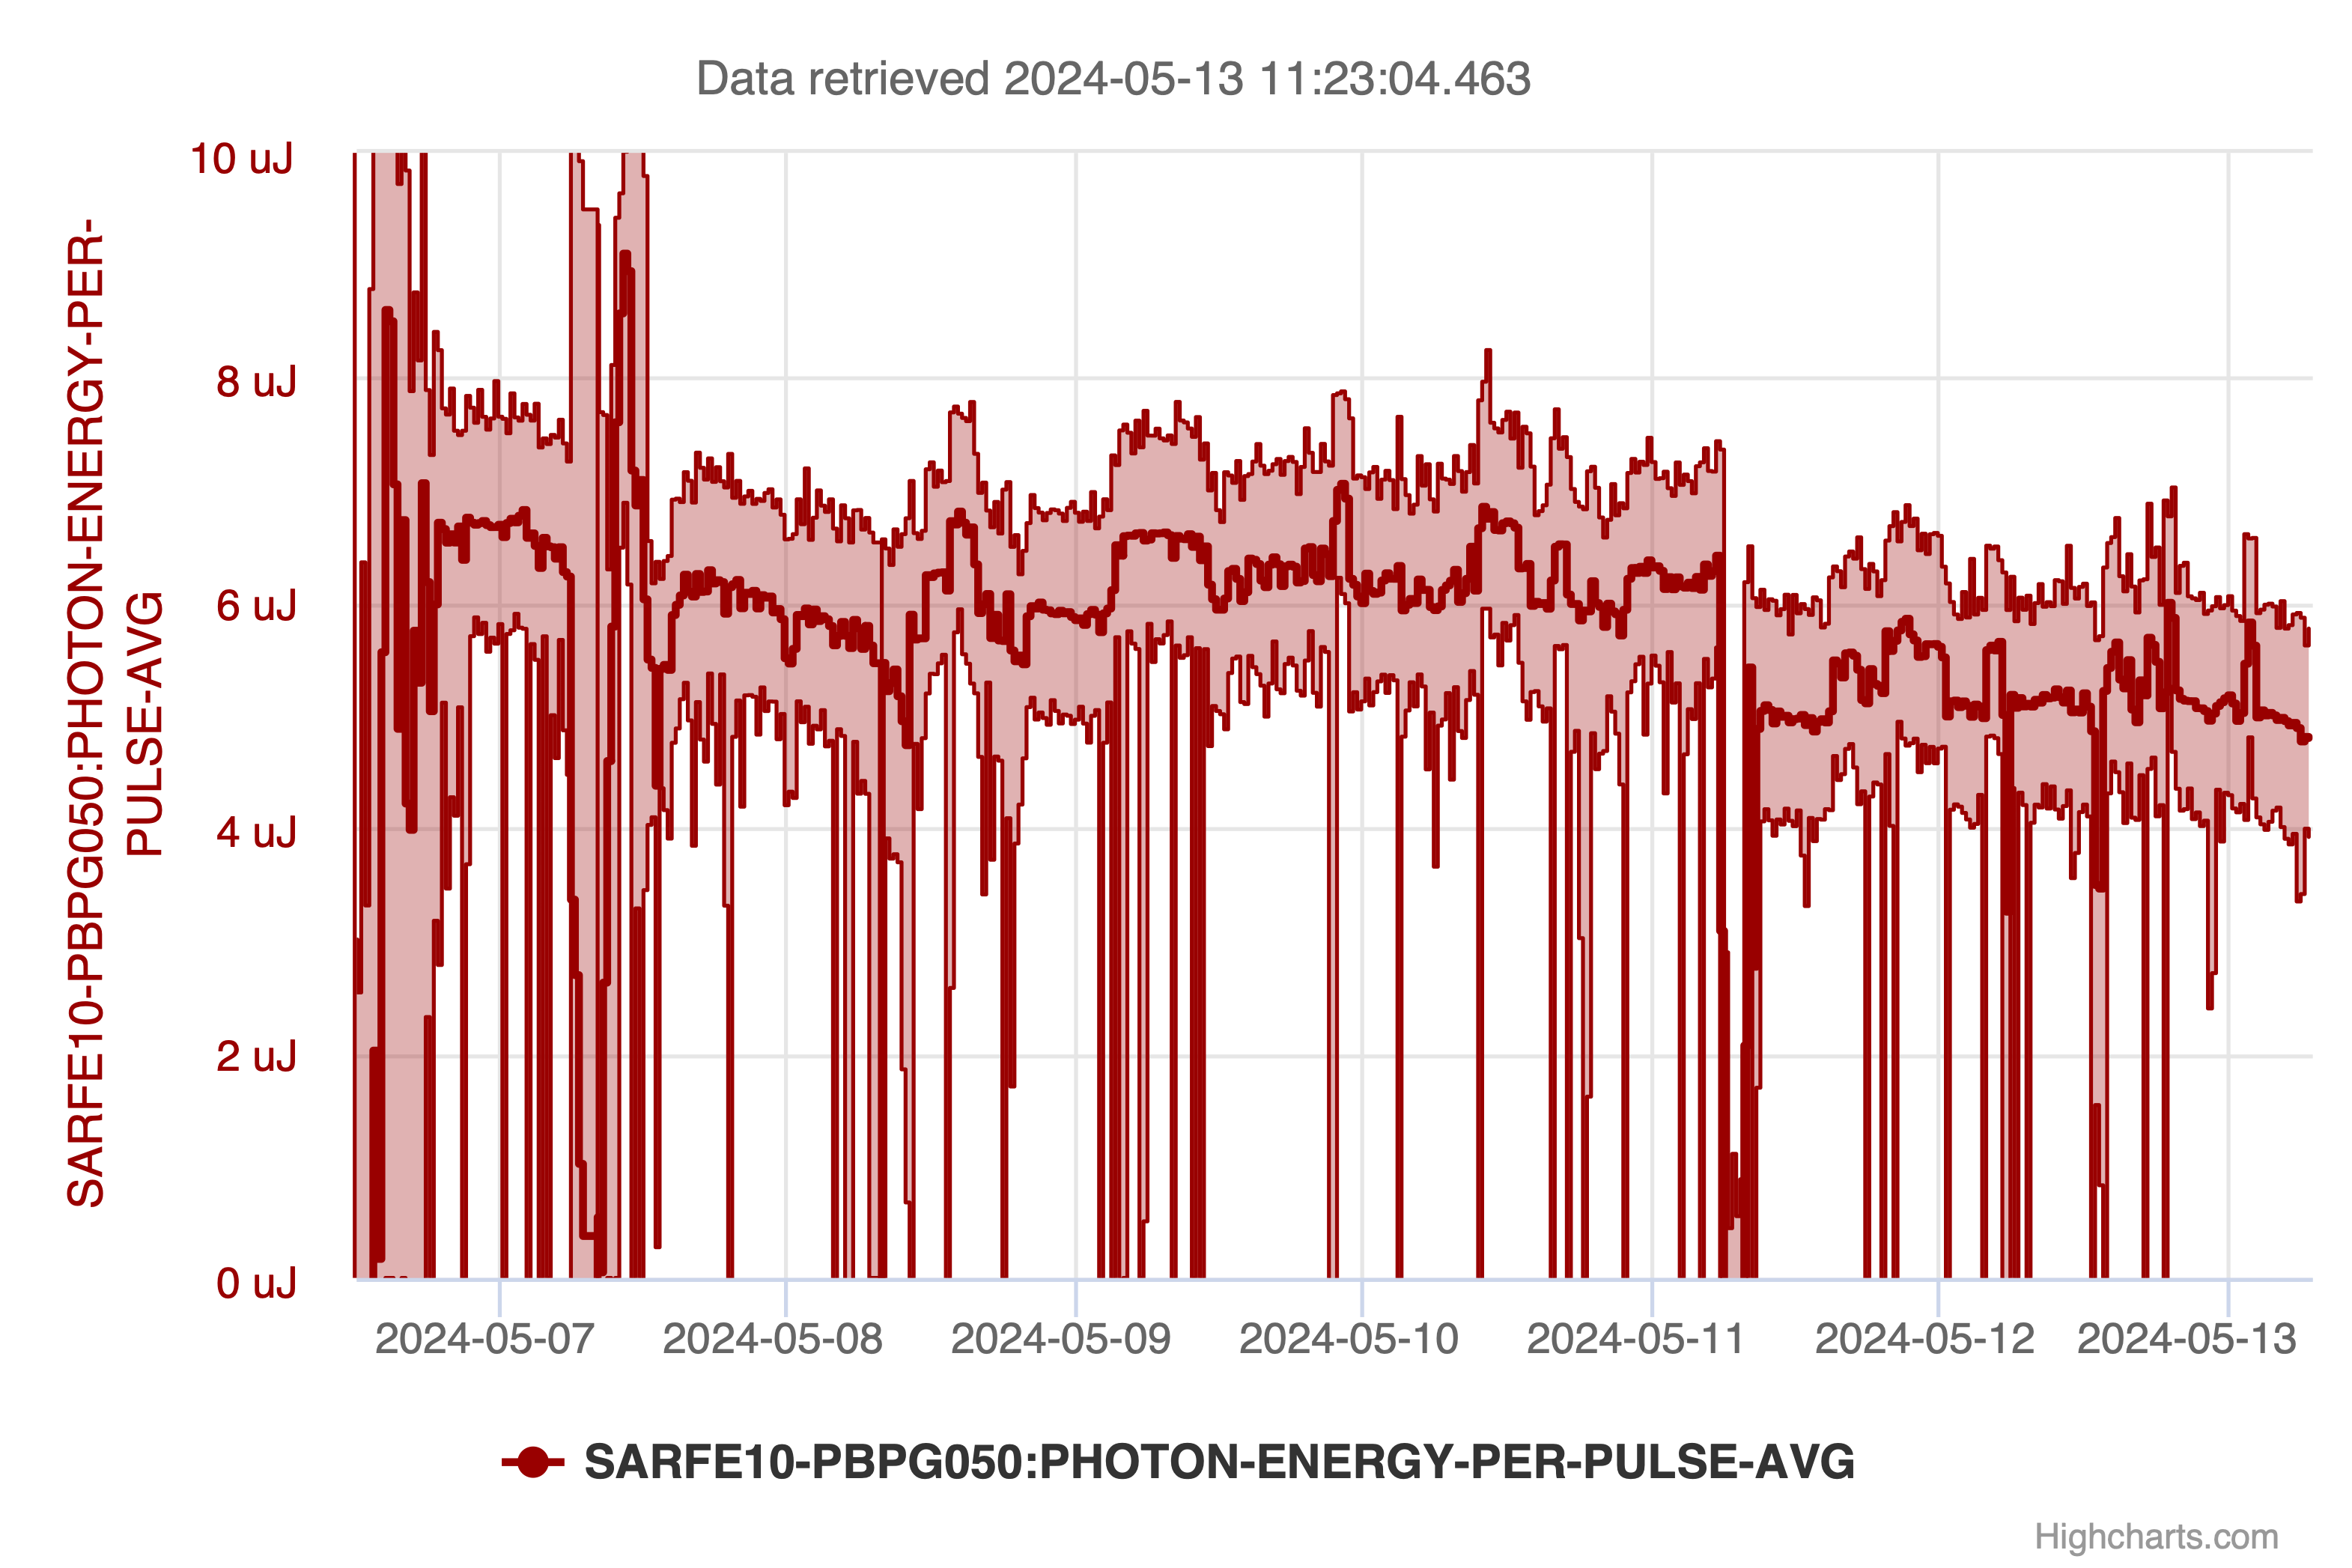 Data retrieved 2024-05-13 11:23:04.463
SARFE10-PBPG050:PHOTON-ENERGY-PER-
PULSE-AVG
10 uJ
8 uJ
6 uJ
4 uJ
2 uJ
0 uJ
2024-05-07
2024-05-08
2024-05-09
2024-05-10
2024-05-11
2024-05-12
2024-05-13
SARFE10-PBPG050:PHOTON-ENERGY-PER-PULSE-AVG
Highcharts.com